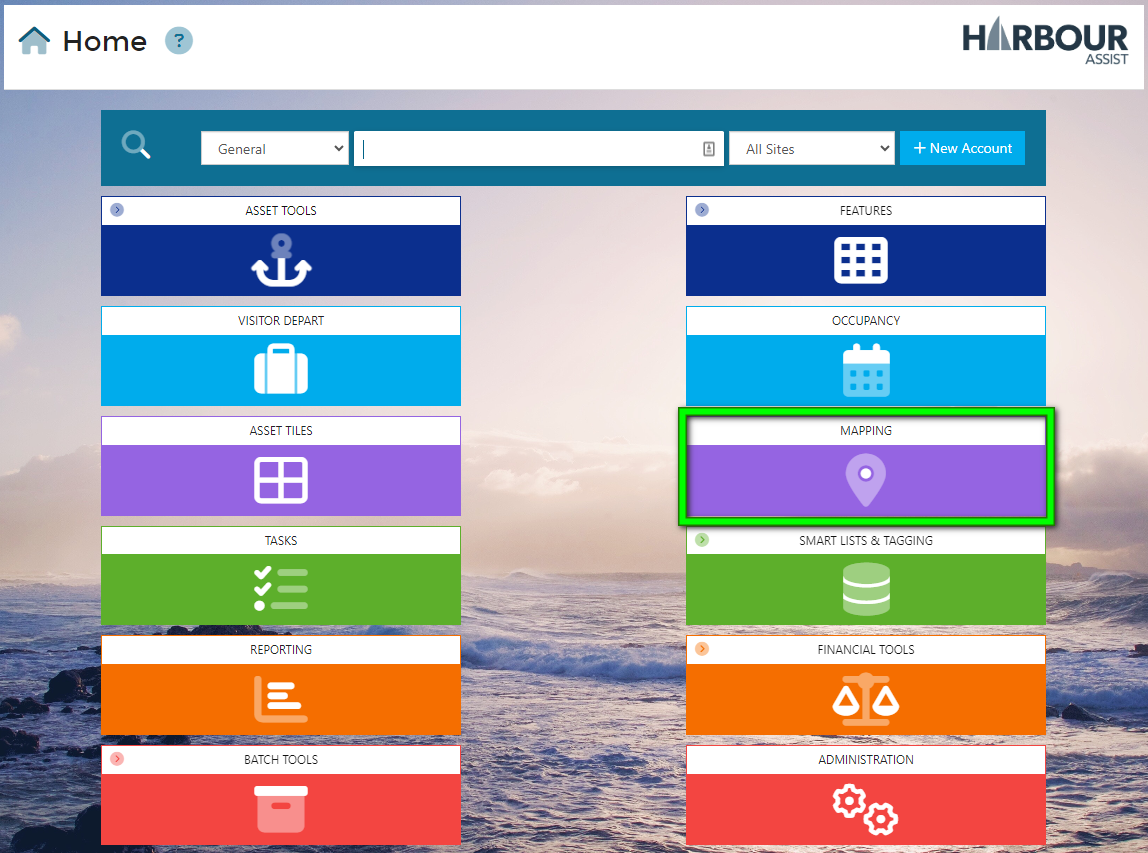 Home ?
HARBOUR
ASSIST
General
All Sites
+ New Account
ASSET TOOLS
FEATURES
VISITOR DEPART
OCCUPANCY
ASSET TILES
MAPPING
TASKS
SMART LISTS & TAGGING
REPORTING
FINANCIAL TOOLS
BATCH TOOLS
ADMINISTRATION